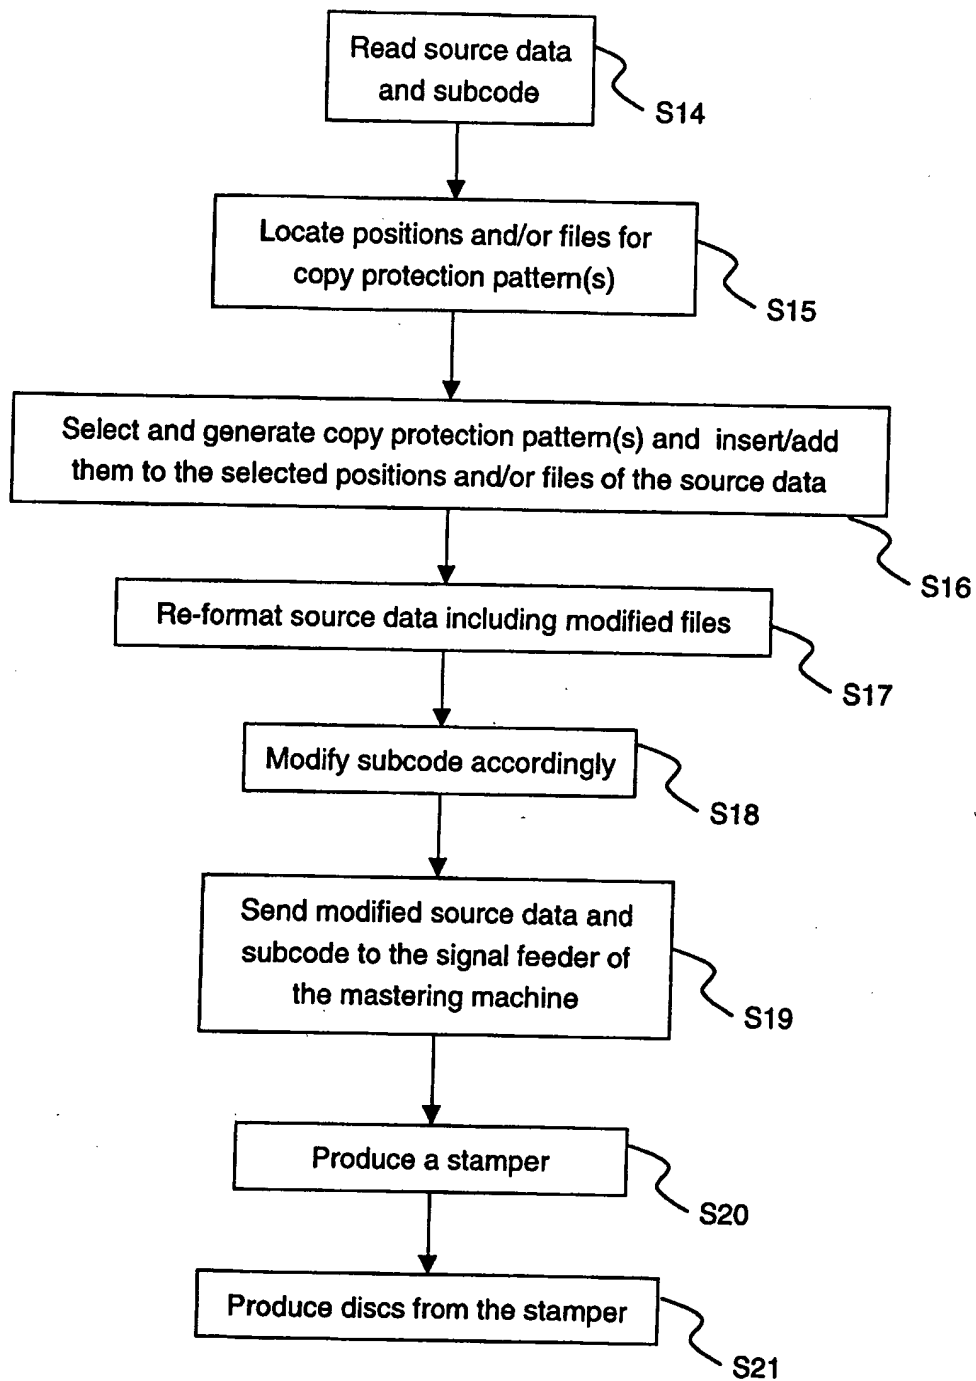 Read source data
and subcode
S14
Locate positions and/or files for
copy protection pattern(s)
S15
Select and generate copy protection pattern(s) and insert/add
them to the selected positions and/or files of the source data
S16
Re-format source data including modified files
S17
Modify subcode accordingly
S18
Send modified source data and
subcode to the signal feeder of
the mastering machine
S19
Produce a stamper
S20
Produce discs from the stamper
S21